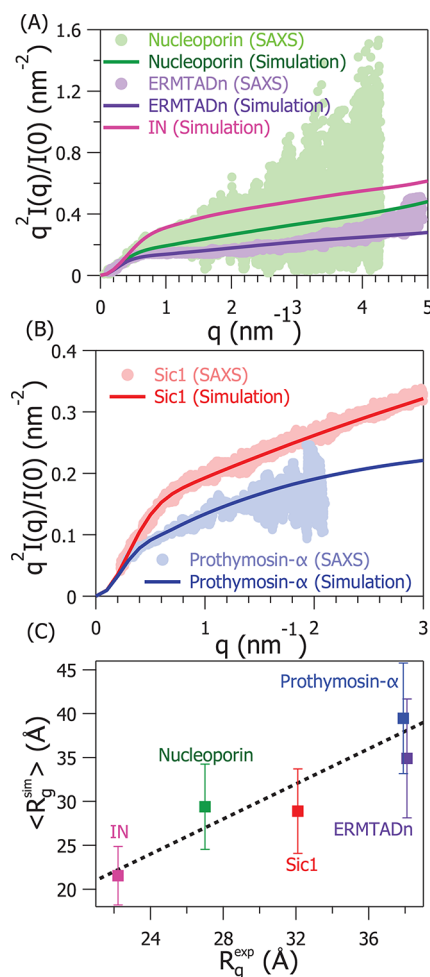 (A)
1.6
1.2
0.8
0.4
0
q²I(q)/I(0) (nm⁻²)
Nucleoporin (SAXS)
Nucleoporin (Simulation)
ERMTADn (SAXS)
ERMTADn (Simulation)
IN (Simulation)
0 1 2 3 4 5
q (nm⁻¹)
(B)
0.4
0.3
0.2
0.1
0
q²I(q)/I(0) (nm⁻²)
Sic1 (SAXS)
Sic1 (Simulation)
Prothymosin-α (SAXS)
Prothymosin-α (Simulation)
0 1 2 3
q (nm⁻¹)
(C)
45
40
35
30
25
20
<R_g^sim> (Å)
Prothymosin-α
Nucleoporin
IN
Sic1
ERMTADn
24 30 36
R_g^exp (Å)